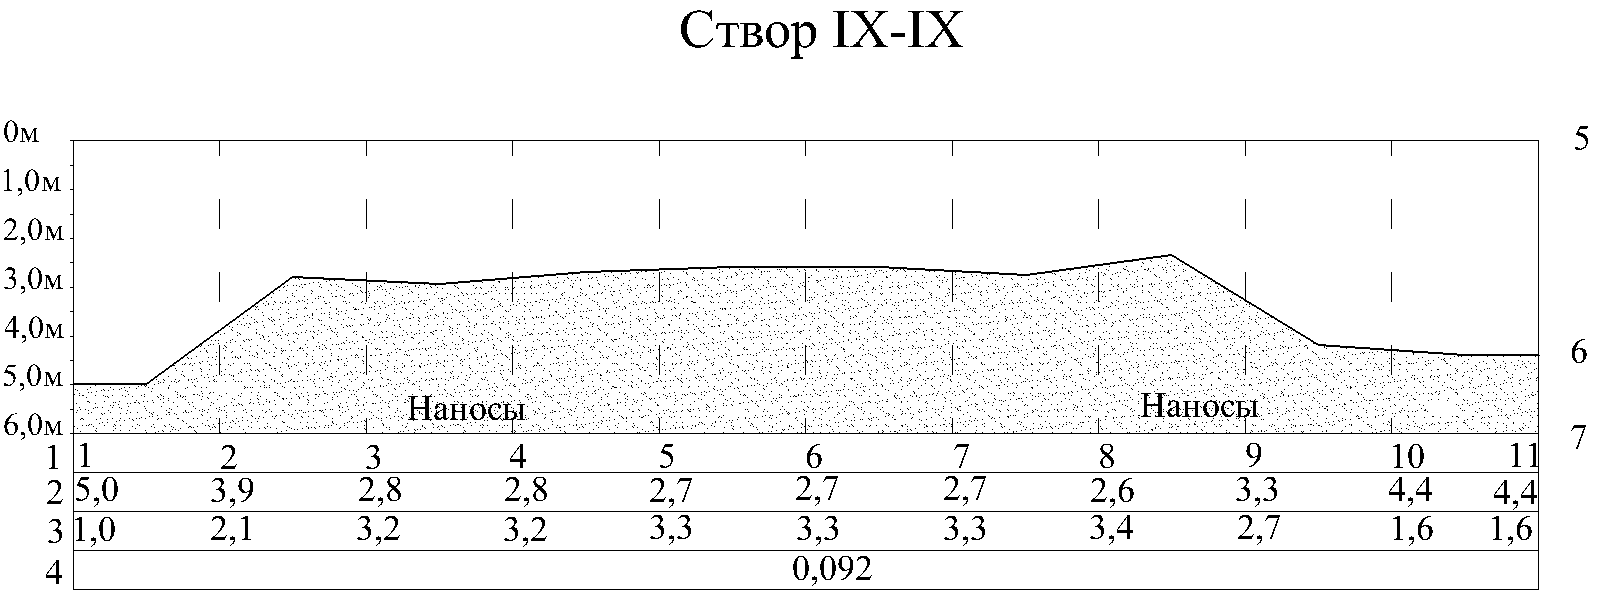 Створ IX-IX
0м
5
1,0м
2,0м
3,0м
4,0м
6
5,0м
Наносы Наносы
6,0м
7
1 1 2 3 4 5 6 7 8 9 10 11
2 5,0 3,9 2,8 2,8 2,7 2,7 2,7 2,6 3,3 4,4 4,4
3 1,0 2,1 3,2 3,2 3,3 3,3 3,3 3,4 2,7 1,6 1,6
4 0,092